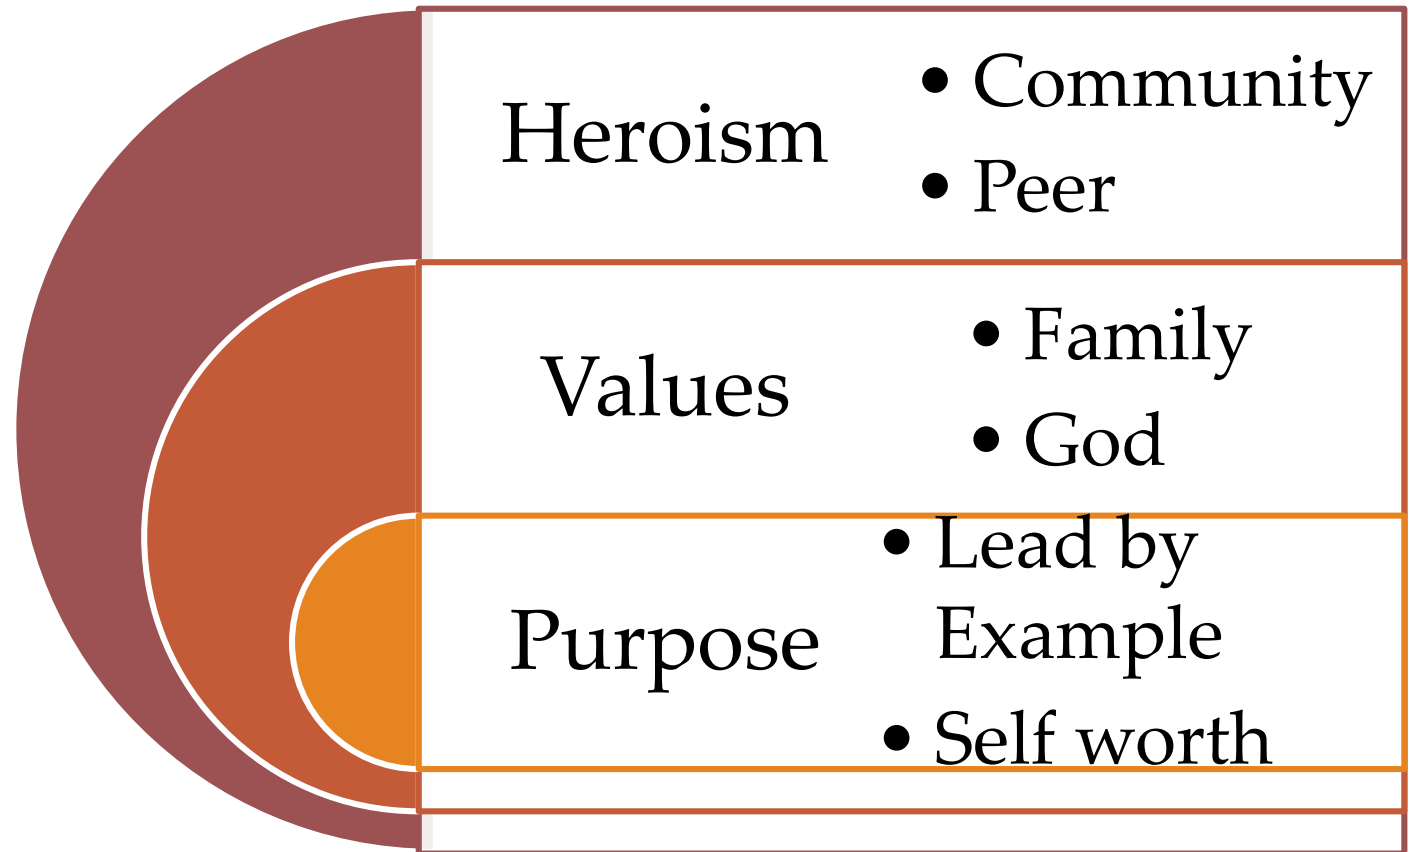 Heroism
• Community
• Peer
Values
• Family
• God
Purpose
• Lead by
Example
• Self worth